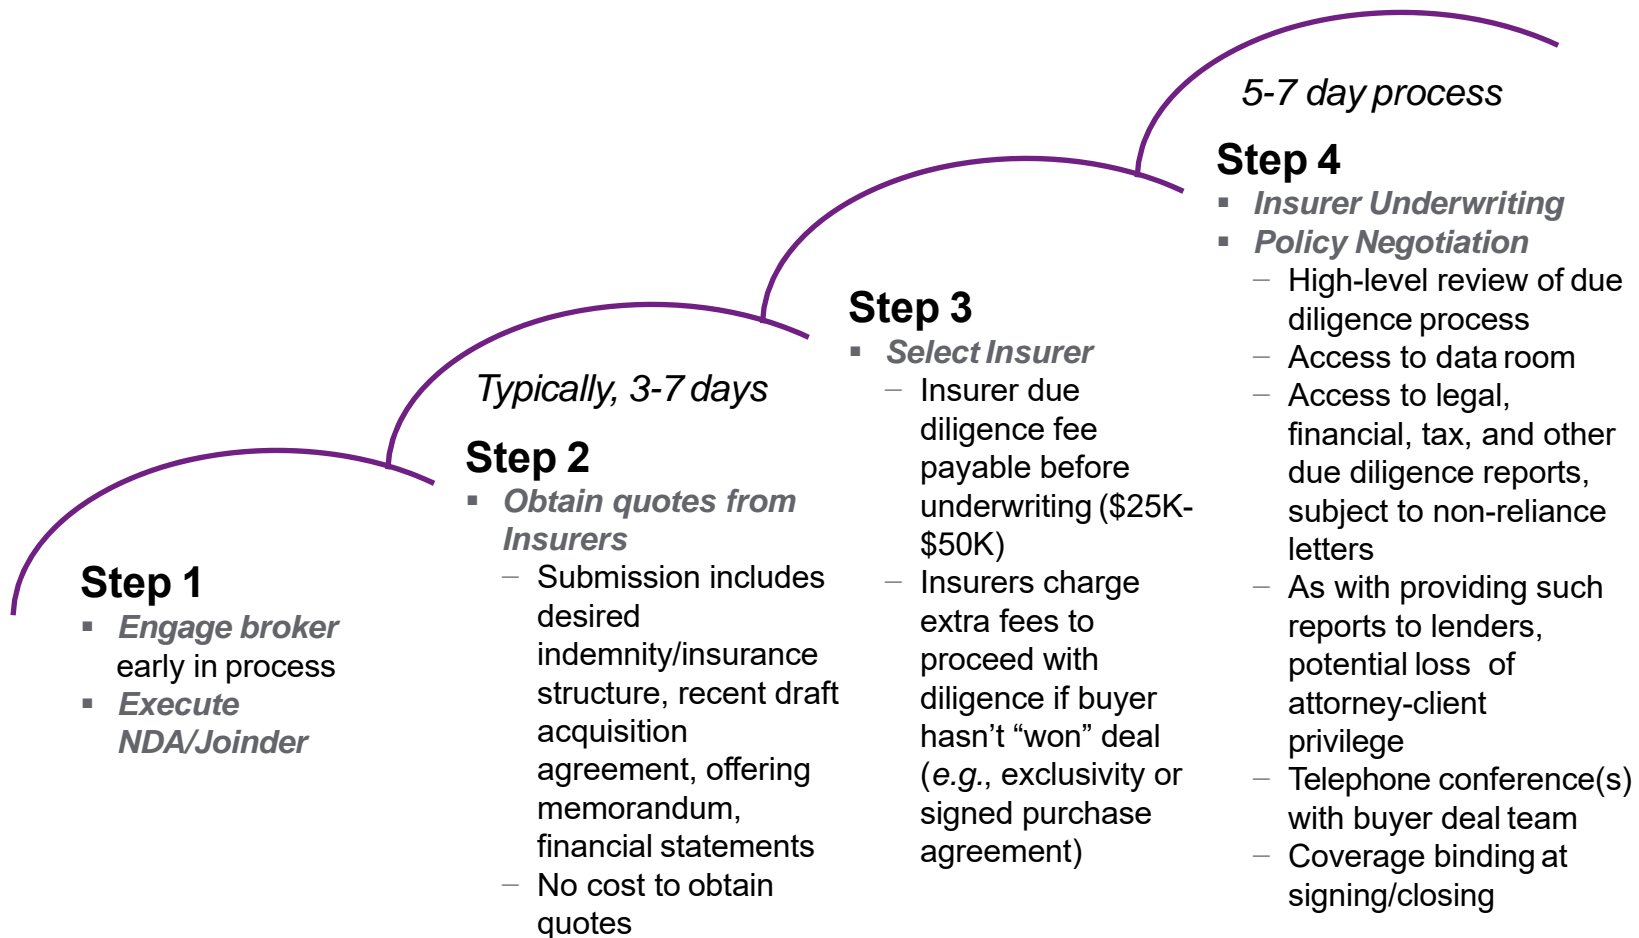 Step 1
▪ Engage broker
early in process
▪ Execute
NDA/Joinder
Typically, 3-7 days
Step 2
▪ Obtain quotes from
Insurers
– Submission includes
desired
indemnity/insurance
structure, recent draft
acquisition
agreement, offering
memorandum,
financial statements
– No cost to obtain
quotes
Step 3
▪ Select Insurer
– Insurer due
diligence fee
payable before
underwriting ($25K-
$50K)
– Insurers charge
extra fees to
proceed with
diligence if buyer
hasn’t “won” deal
(e.g., exclusivity or
signed purchase
agreement)
5-7 day process
Step 4
▪ Insurer Underwriting
▪ Policy Negotiation
– High-level review of due
diligence process
– Access to data room
– Access to legal,
financial, tax, and other
due diligence reports,
subject to non-reliance
letters
– As with providing such
reports to lenders,
potential loss of
attorney-client
privilege
– Telephone conference(s)
with buyer deal team
– Coverage binding at
signing/closing